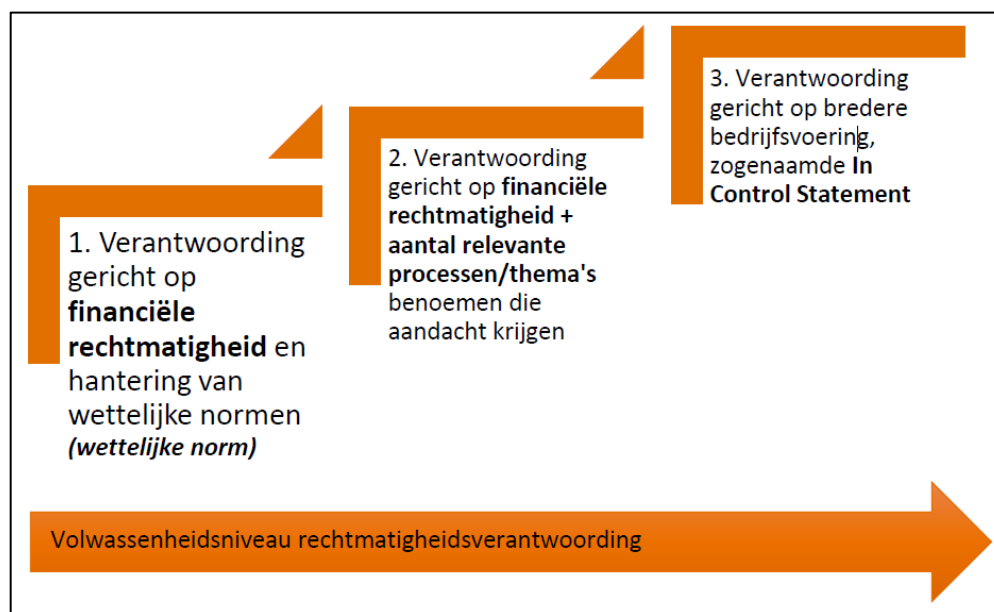 1. Verantwoording
gericht op
financiële
rechtmatigheid en
hantering van
wettelijke normen
(wettelijke norm)
2. Verantwoording
gericht op financiële
rechtmatigheid +
aantal relevante
processen/thema's
benoemen die
aandacht krijgen
3. Verantwoording
gericht op bredere
bedrijfsvoering,
zogenaamde In
Control Statement
Volwassenheidsniveau rechtmatigheidsverantwoording